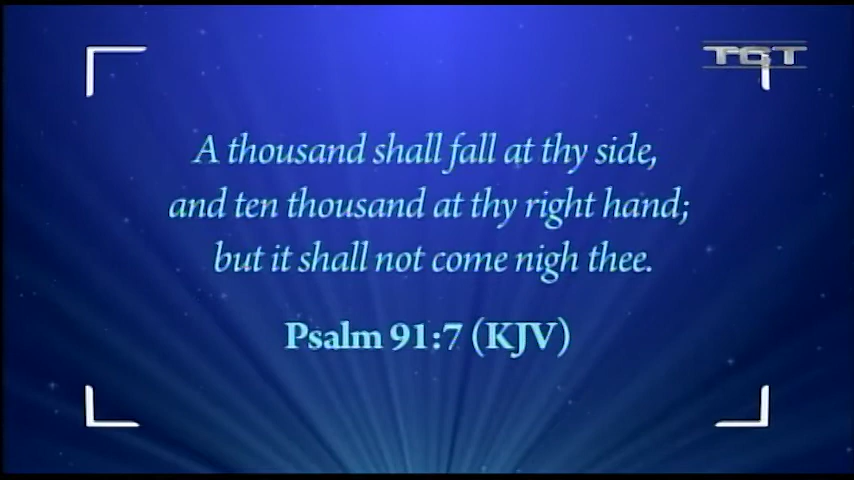 TCT
A thousand shall fall at thy side,
and ten thousand at thy right hand;
but it shall not come nigh thee.
Psalm 91:7 (KJV)